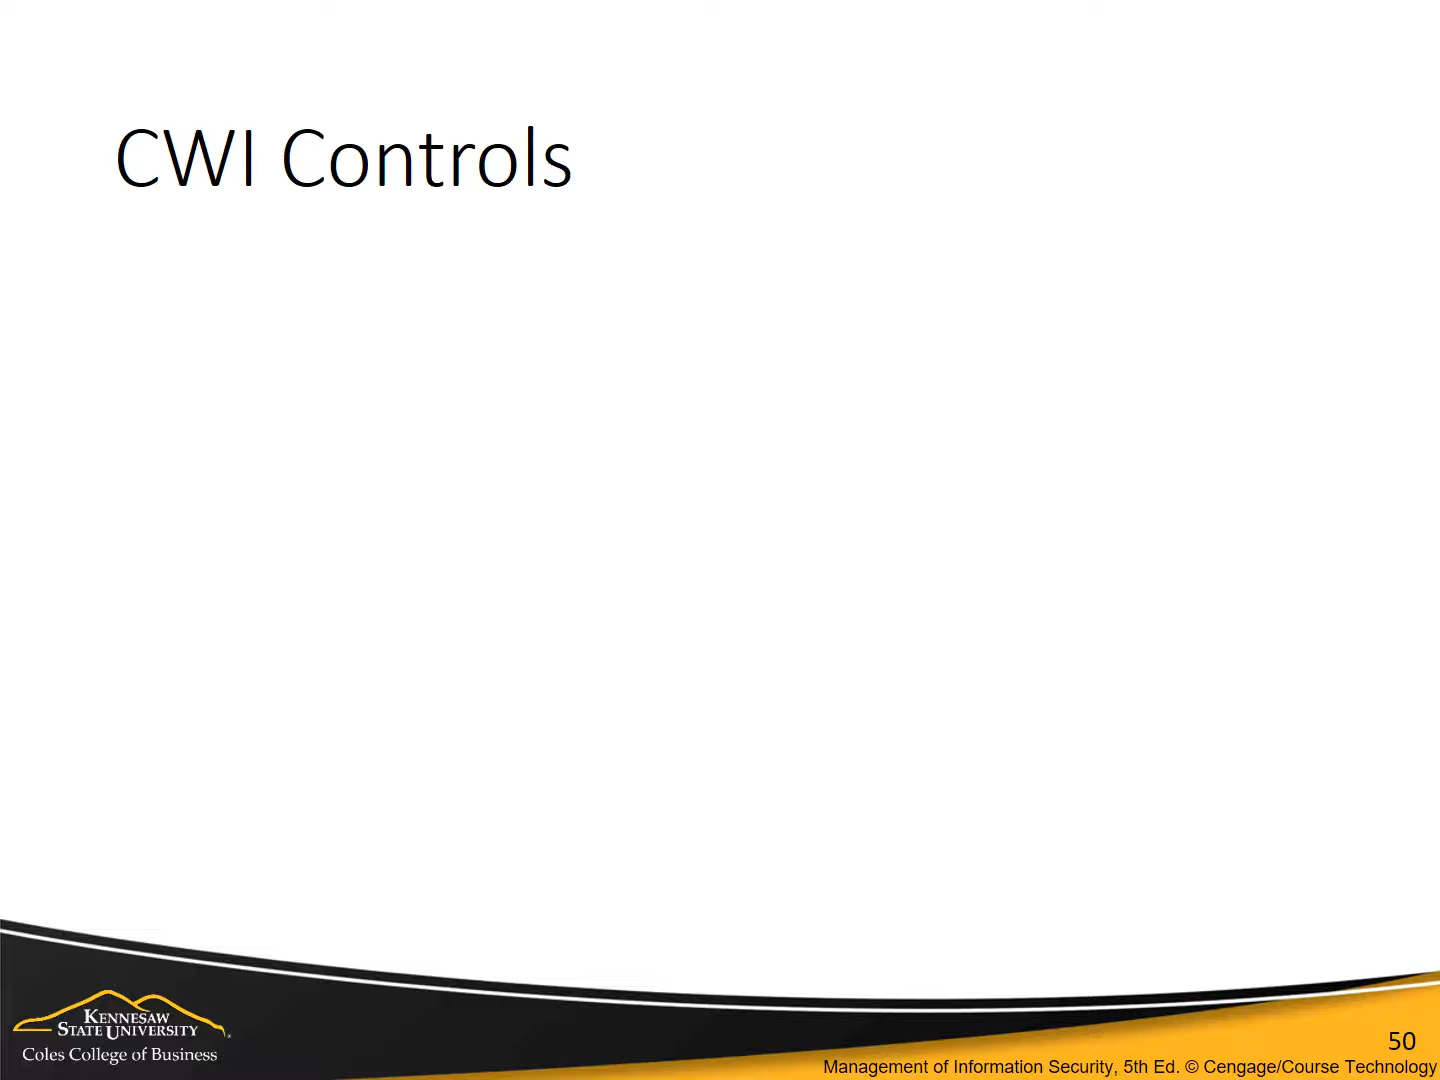 CWI Controls
KENNESAW
STATE UNIVERSITY
Coles College of Business
50
Management of Information Security, 5th Ed. © Cengage/Course Technology